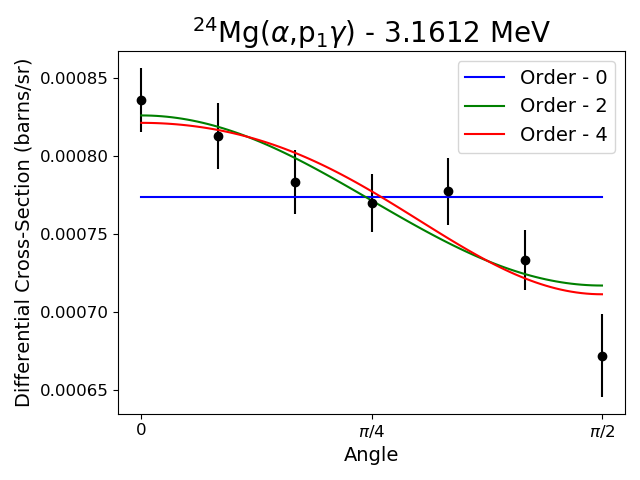 ²⁴Mg(α,p₁γ) - 3.1612 MeV
Differential Cross-Section (barns/sr)
0.00085
0.00080
0.00075
0.00070
0.00065
Order - 0
Order - 2
Order - 4
0
π/4
π/2
Angle